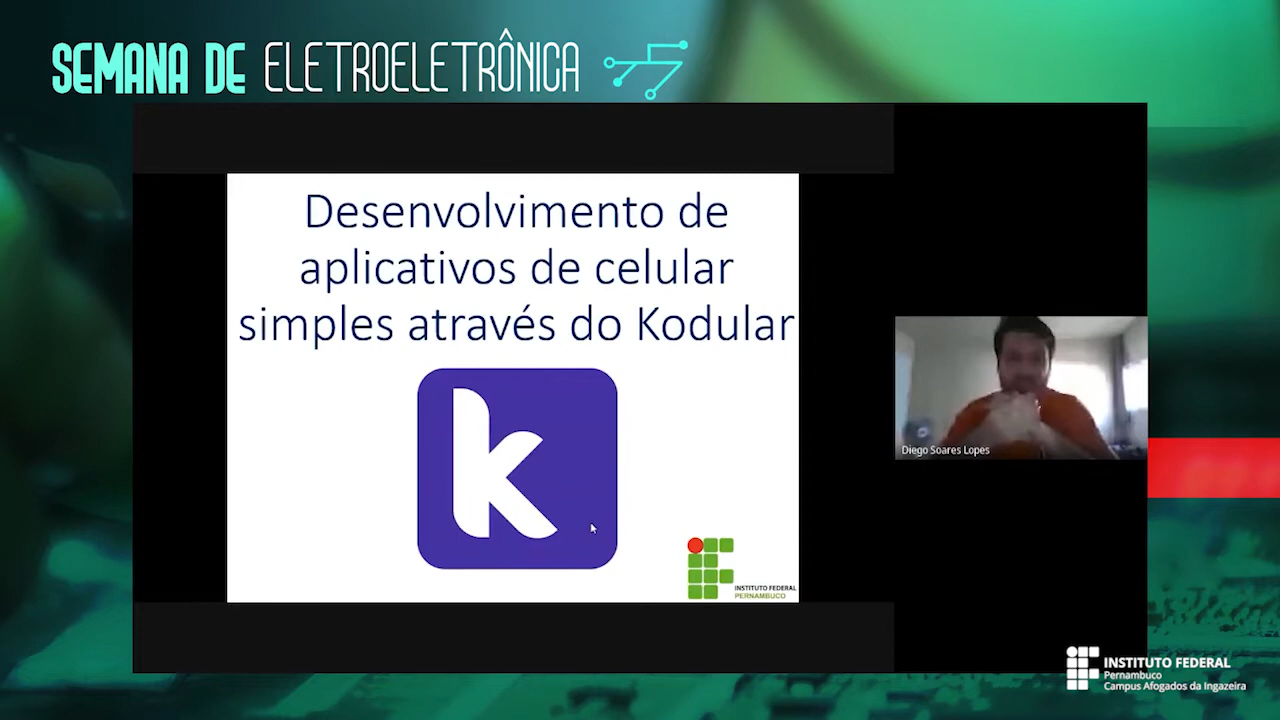 SEMANA DE ELETROELETRÔNICA
Desenvolvimento de
aplicativos de celular
simples através do Kodular
k
INSTITUTO FEDERAL
PERNAMBUCO
Diego Soares Lopes
INSTITUTO FEDERAL
Pernambuco
Campus Afogados da Ingazeira